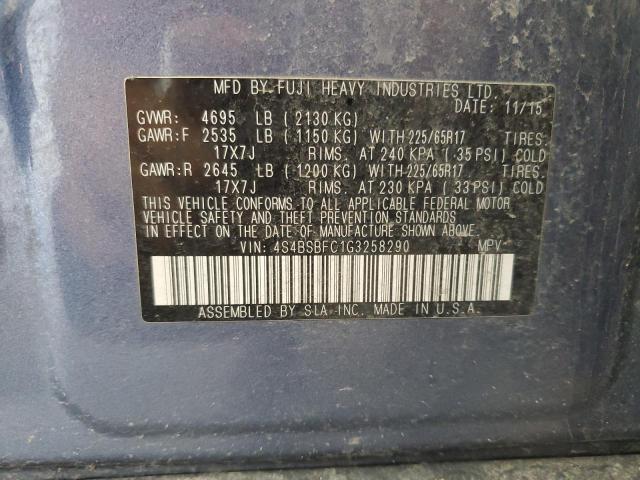 MFD BY FUJI HEAVY INDUSTRIES LTD.
DATE: 11/15
GVWR: 4695 LB ( 2130 KG)
GAWR:F 2535 LB ( 1150 KG) WITH 225/65R17 TIRES.
17X7J RIMS. AT 240 KPA ( 35 PSI) COLD
GAWR:R 2645 LB ( 1200 KG) WITH 225/65R17 TIRES.
17X7J RIMS. AT 230 KPA ( 33 PSI) COLD
THIS VEHICLE CONFORMS TO ALL APPLICABLE FEDERAL MOTOR
VEHICLE SAFETY AND THEFT PREVENTION STANDARDS
IN EFFECT ON THE DATE OF MANUFACTURE SHOWN ABOVE.
VIN: 4S4BSBFC1G3258290 MPV
ASSEMBLED BY SIA INC. MADE IN U.S.A.